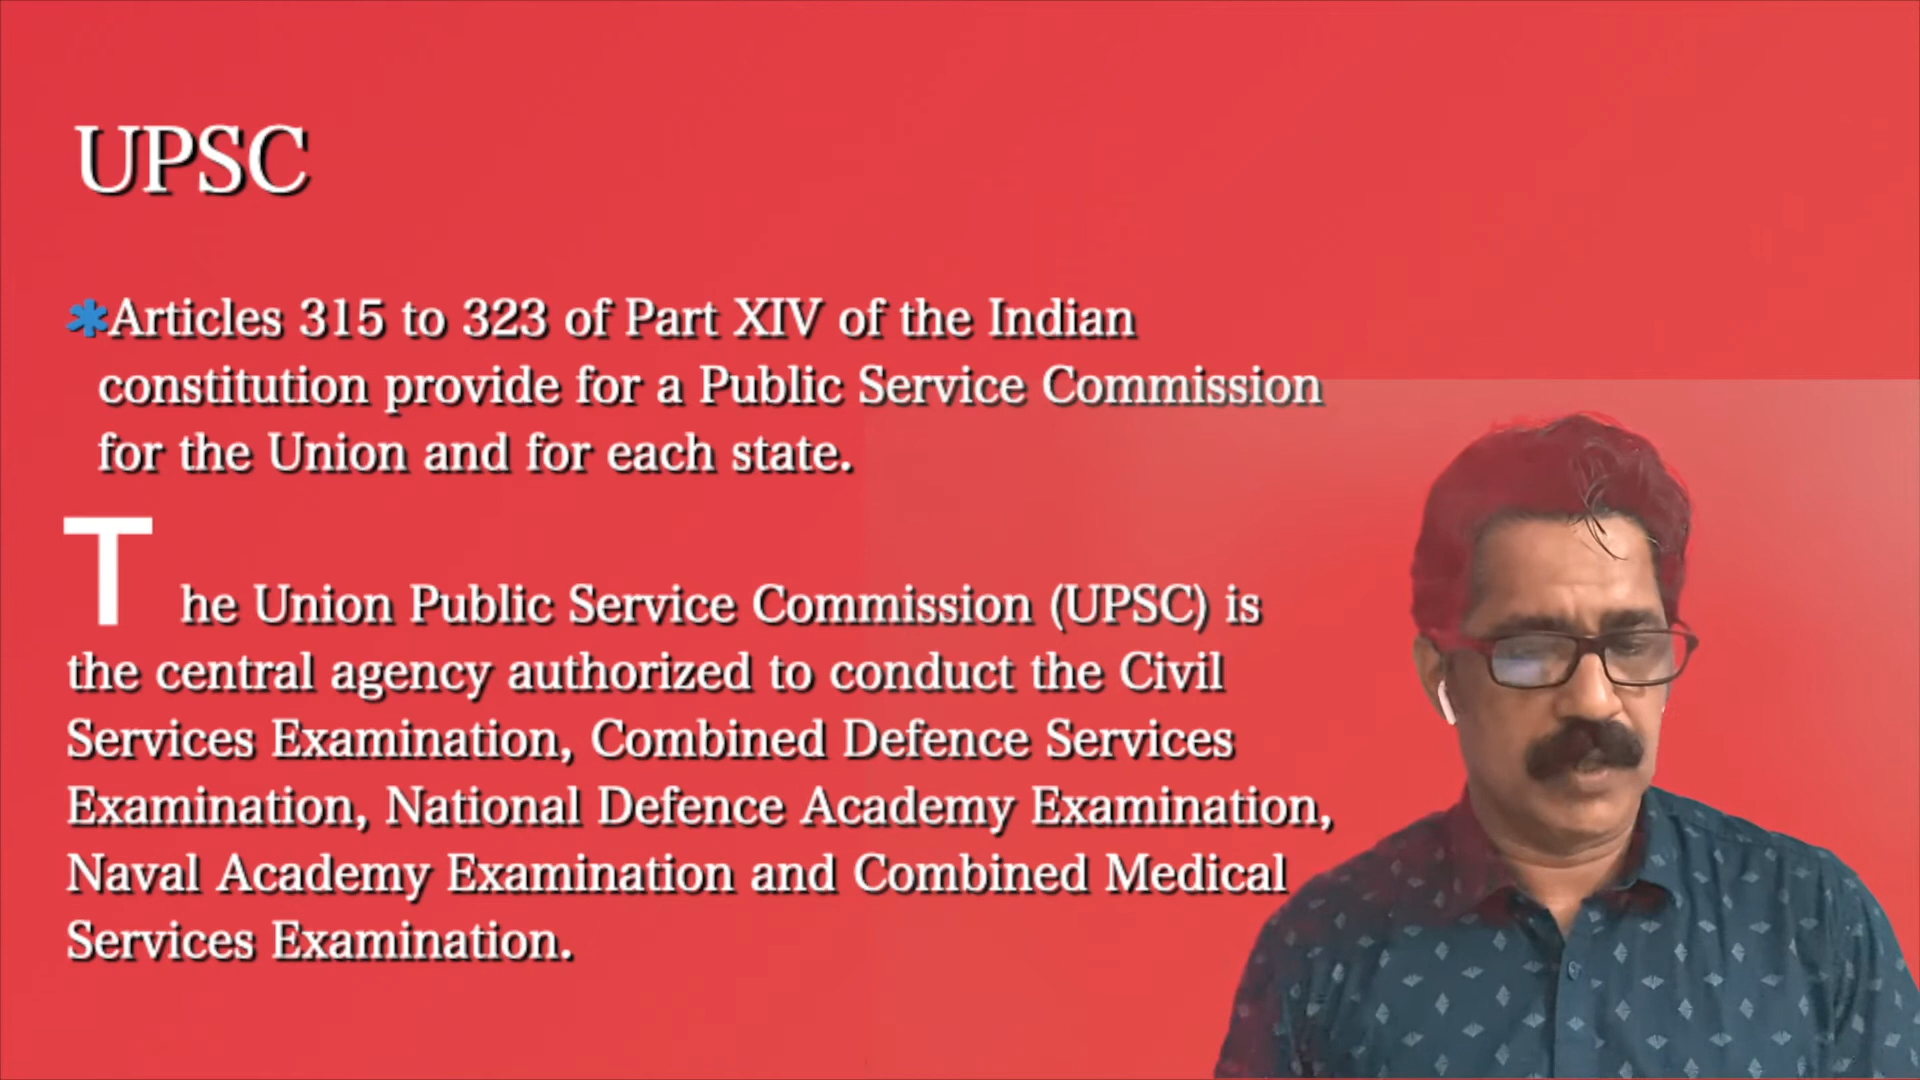 UPSC
*Articles 315 to 323 of Part XIV of the Indian
constitution provide for a Public Service Commission
for the Union and for each state.
The Union Public Service Commission (UPSC) is
the central agency authorized to conduct the Civil
Services Examination, Combined Defence Services
Examination, National Defence Academy Examination,
Naval Academy Examination and Combined Medical
Services Examination.